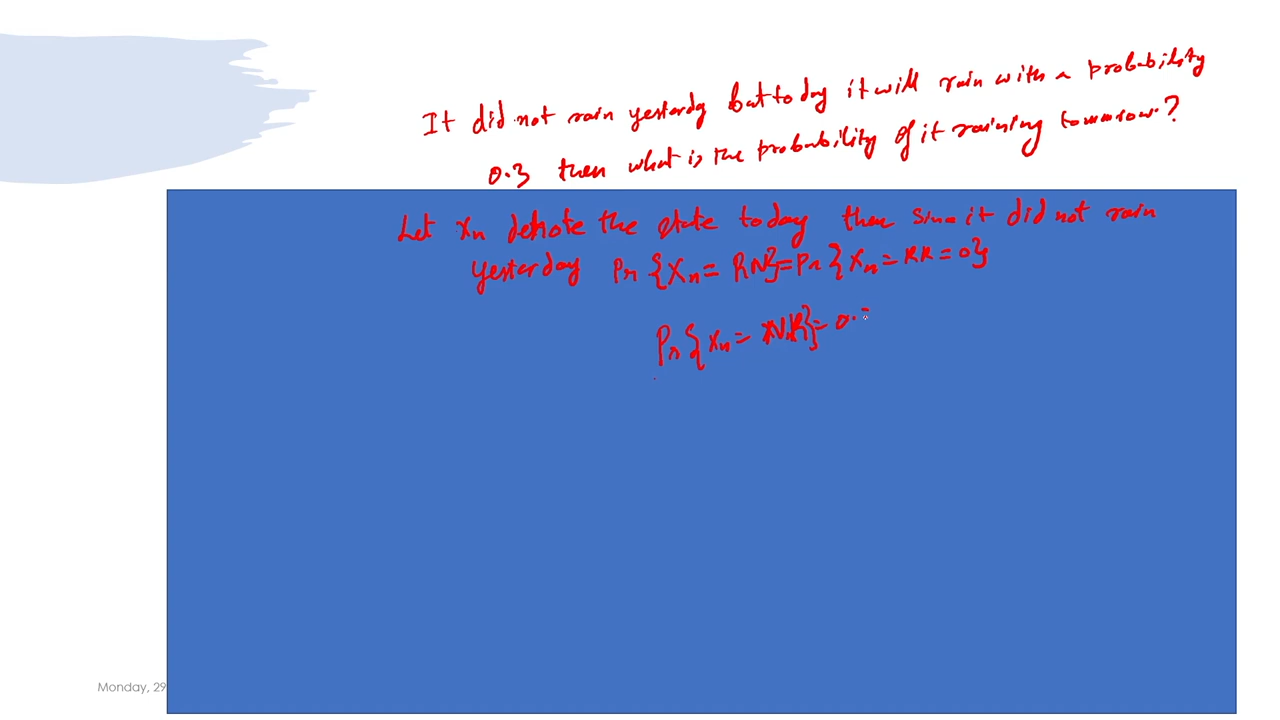 It did not rain yesterday but today it will rain with a probability
0.3 then what is the probability of it raining tomorrow?
Let Xn denote the state today then since it did not rain
yesterday Pr {Xn = RN} = Pr {Xn = RR = 0}
Pr {Xn = NR} = 0.
Monday, 29